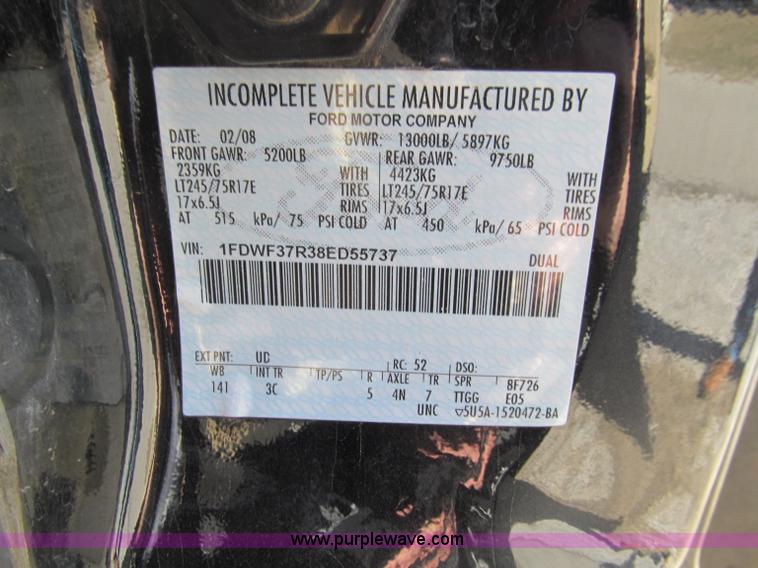 INCOMPLETE VEHICLE MANUFACTURED BY
FORD MOTOR COMPANY
DATE: 02/08 GVWR: 13000LB/ 5897KG
FRONT GAWR: 5200LB REAR GAWR: 9750LB
2359KG WITH 4423KG WITH
LT245/75R17E TIRES LT245/75R17E TIRES
17x6.5J RIMS 17x6.5J RIMS
AT 515 kPa/ 75 PSI COLD AT 450 kPa/ 65 PSI COLD
VIN: 1FDWF37R38ED55737 DUAL
EXT PNT: UD RC: 52 DSO:
WB INT TR TP/PS R AXLE TR SPR 8F726
141 3C 5 4N 7 TTGG E05
UNC ▽5U5A-1520472-BA
www.purplewave.com